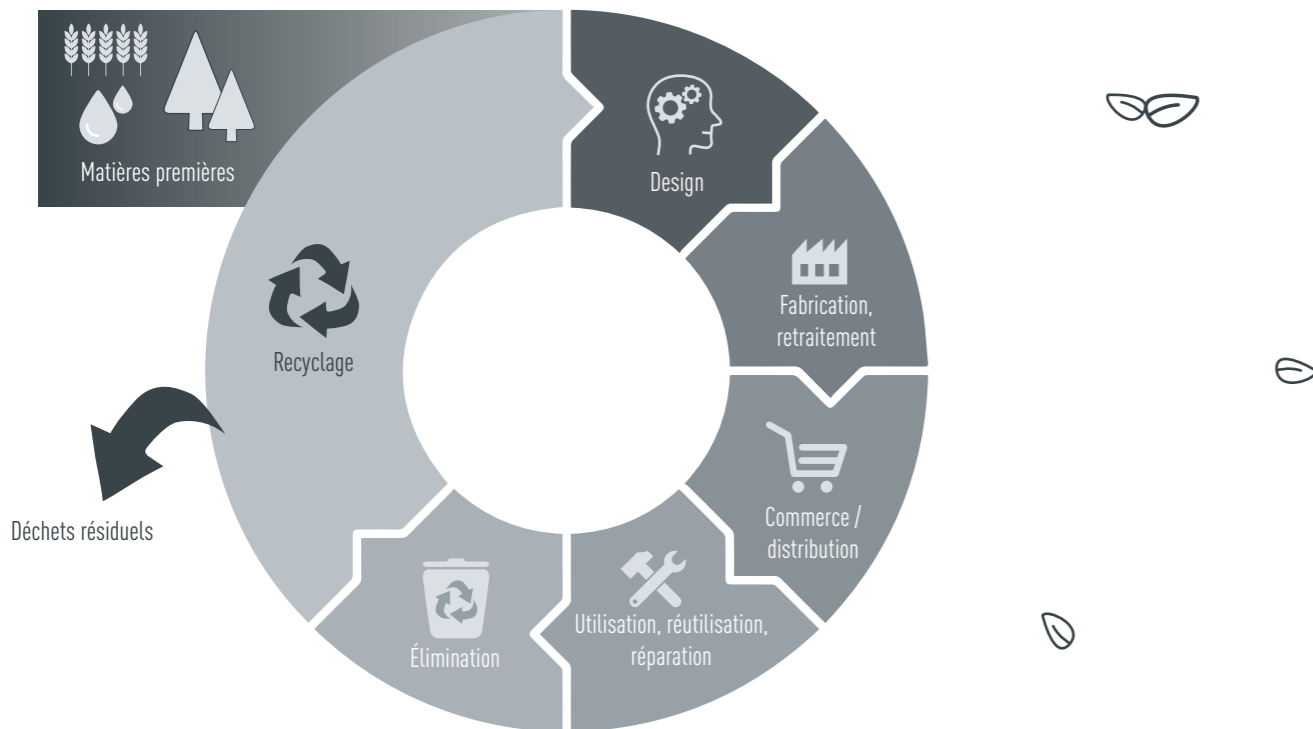 Matières premières
Design
Fabrication,
retraitement
Commerce /
distribution
Utilisation, réutilisation,
réparation
Élimination
Recyclage
Déchets résiduels